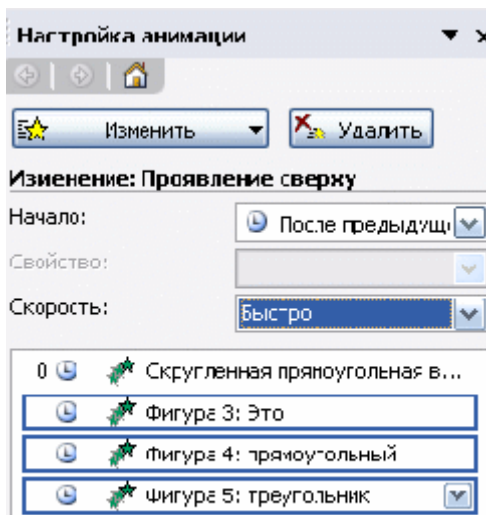 Настройка анимации
Изменить Удалить
Изменение: Проявление сверху
Начало: После предыдущ
Свойство:
Скорость: Быстро
0 Скругленная прямоугольная в...
Фигура 3: Это
Фигура 4: прямоугольный
Фигура 5: треугольник